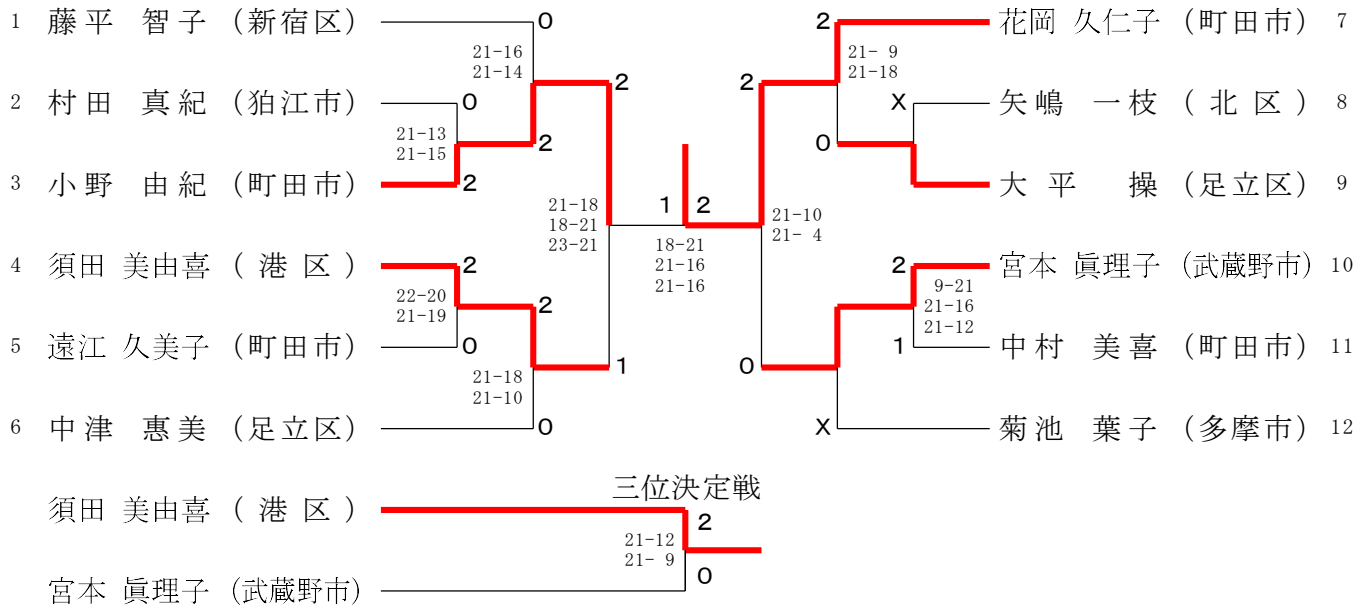 1 藤平 智子 (新宿区) 0
2 花岡 久仁子 (町田市) 7
21-16
21-14
21- 9
21-18
2 2
2 村田 真紀 (狛江市) 0
X 矢嶋 一枝 (北区) 8
21-13
21-15
2 0
3 小野 由紀 (町田市) 2
大平 操 (足立区) 9
21-18
18-21
23-21
1 2
18-21
21-16
21-16
21-10
21- 4
4 須田 美由喜 (港区) 2
2 宮本 眞理子 (武蔵野市) 10
22-20
21-19
2
9-21
21-16
21-12
5 遠江 久美子 (町田市) 0
1 中村 美喜 (町田市) 11
21-18
21-10
1 0
6 中津 惠美 (足立区) 0
X 菊池 葉子 (多摩市) 12
三位決定戦
須田 美由喜 (港区) 2
21-12
21- 9
宮本 眞理子 (武蔵野市) 0